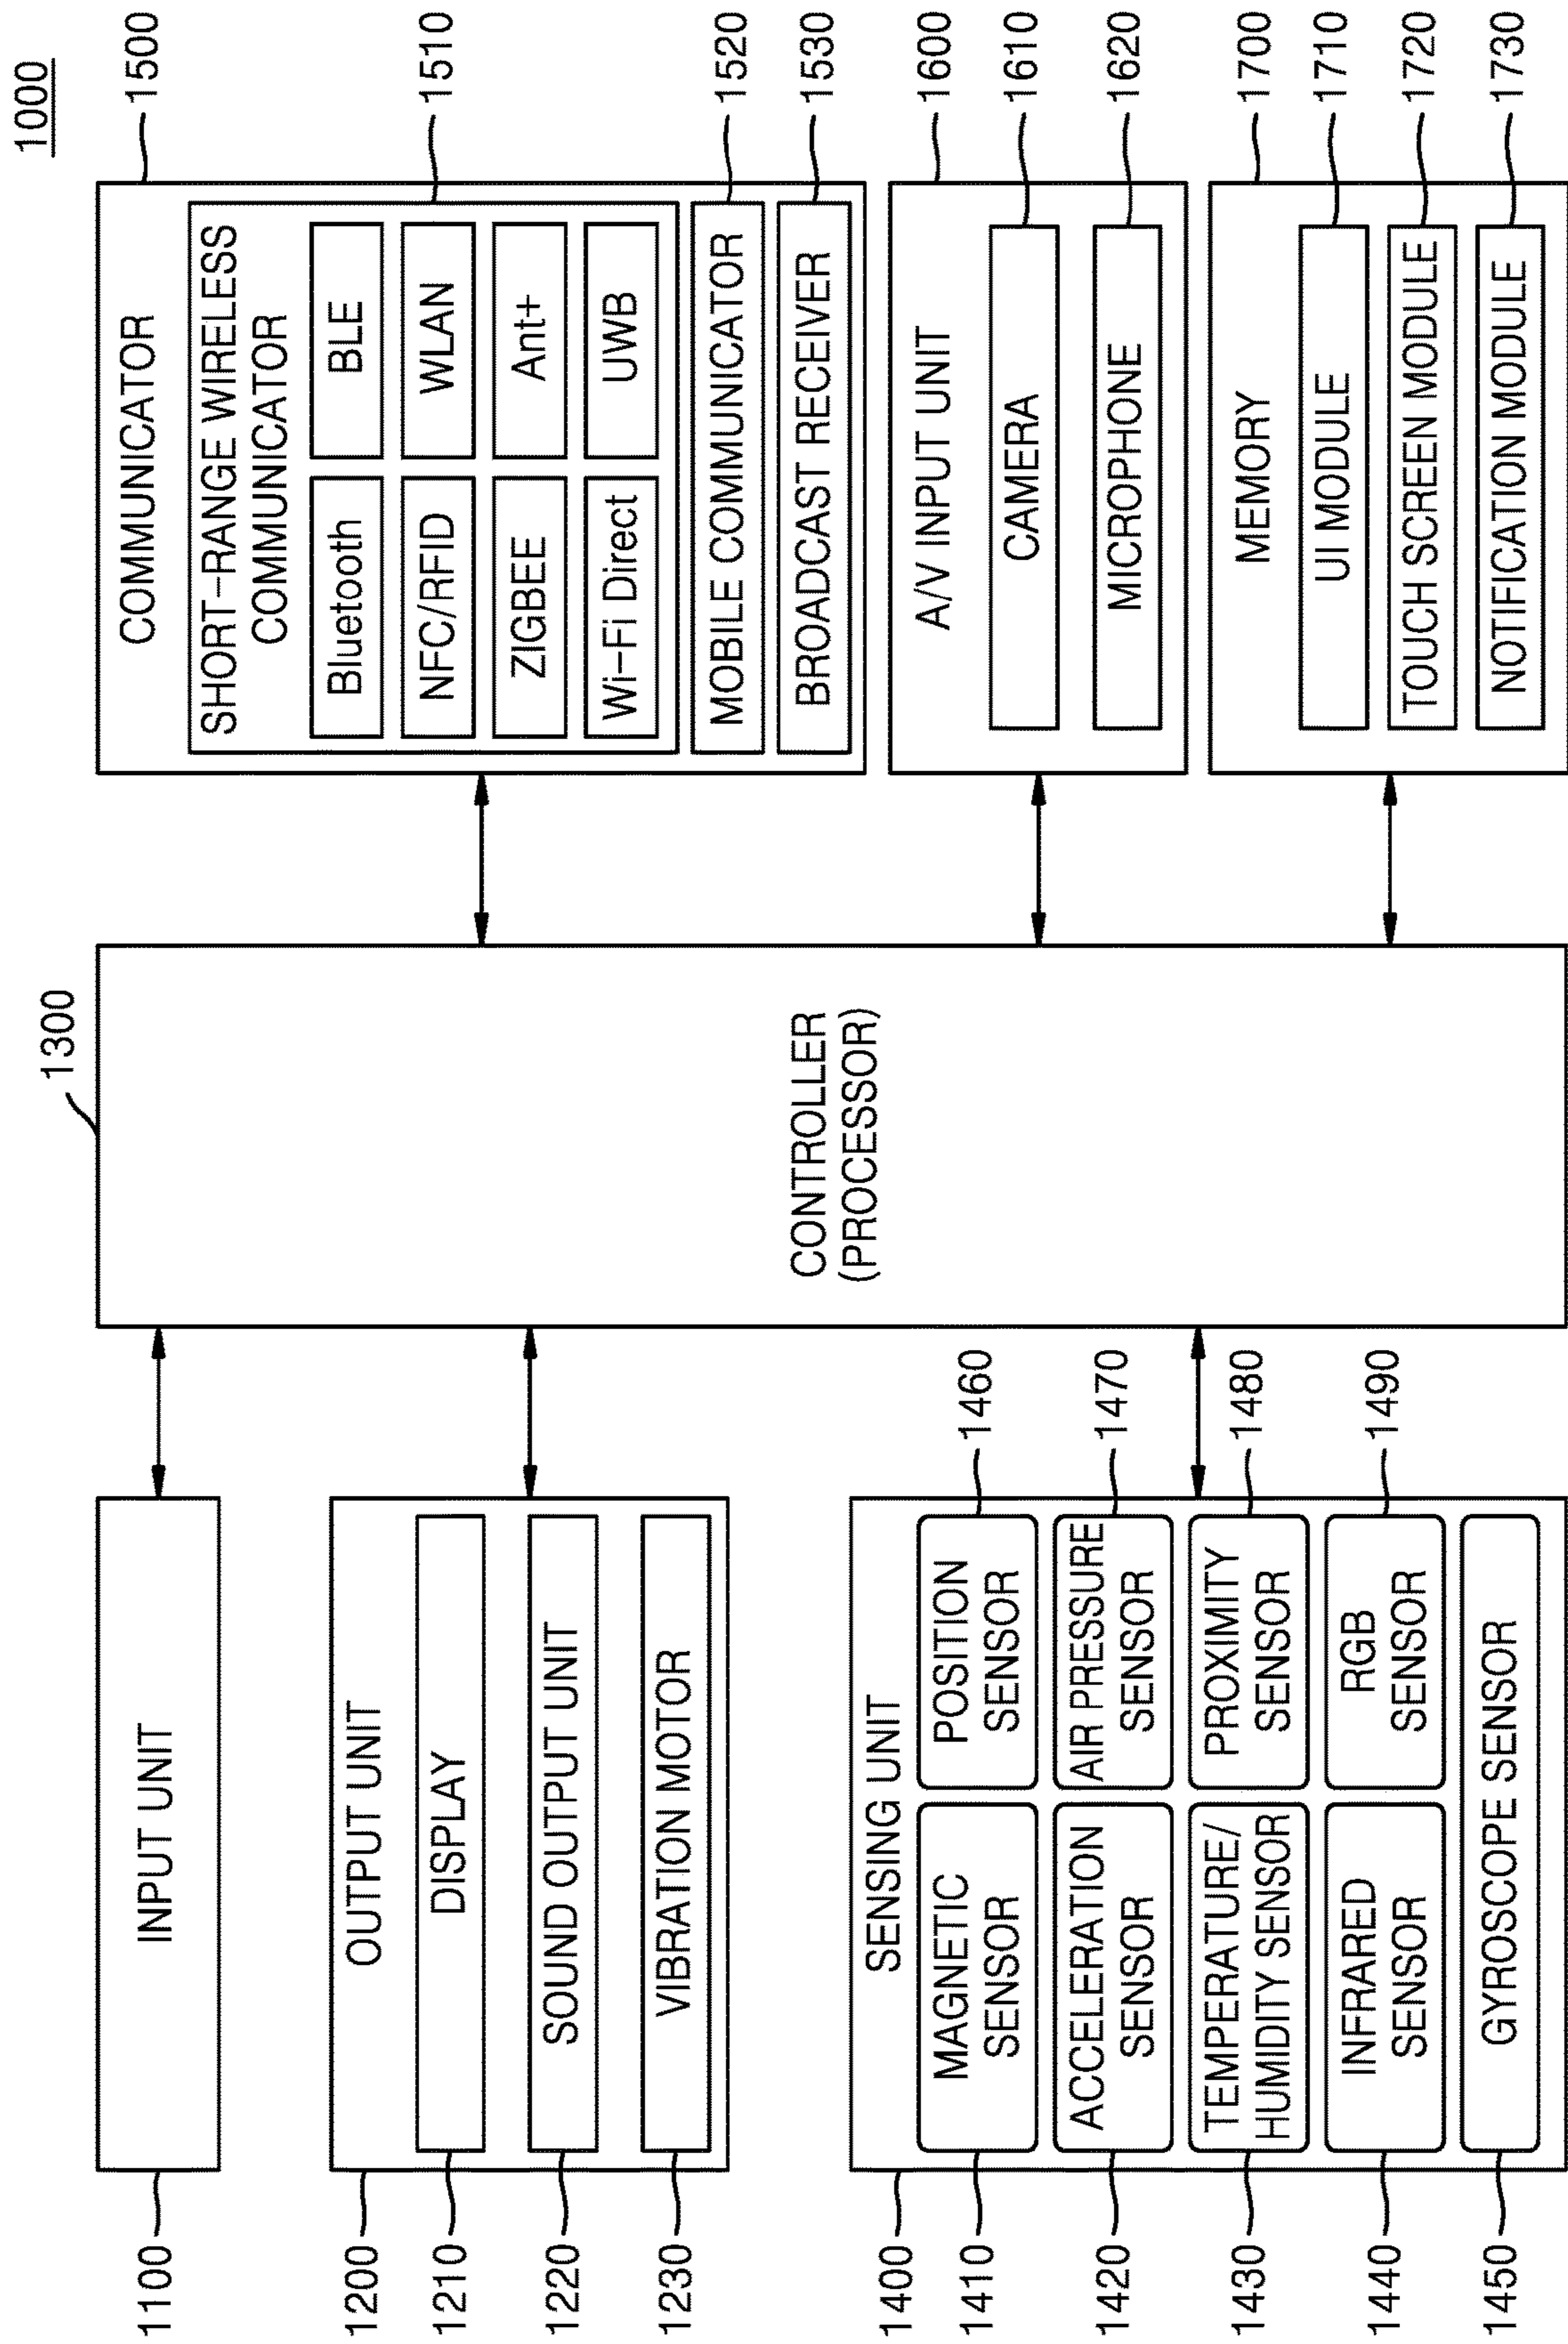 1000
1100
INPUT UNIT
1200
OUTPUT UNIT
1210
DISPLAY
1220
SOUND OUTPUT UNIT
1230
VIBRATION MOTOR
1400
SENSING UNIT
1410
MAGNETIC
SENSOR
POSITION
SENSOR
1460
1420
ACCELERATION
SENSOR
AIR PRESSURE
SENSOR
1470
1430
TEMPERATURE/
HUMIDITY SENSOR
PROXIMITY
SENSOR
1480
1440
INFRARED
SENSOR
RGB
SENSOR
1490
1450
GYROSCOPE SENSOR
1300
CONTROLLER
(PROCESSOR)
COMMUNICATOR
1500
SHORT-RANGE WIRELESS
COMMUNICATOR
1510
Bluetooth
BLE
NFC/RFID
WLAN
ZIGBEE
Ant+
Wi-Fi Direct
UWB
MOBILE COMMUNICATOR
1520
BROADCAST RECEIVER
1530
A/V INPUT UNIT
1600
CAMERA
1610
MICROPHONE
1620
MEMORY
1700
UI MODULE
1710
TOUCH SCREEN MODULE
1720
NOTIFICATION MODULE
1730